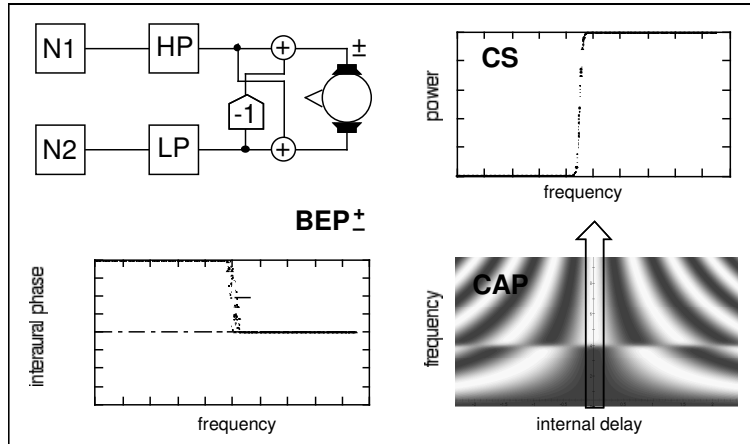 N1
HP
+
±
-1
N2
LP
+
BEP±
interaural phase
frequency
CS
power
frequency
CAP
frequency
internal delay